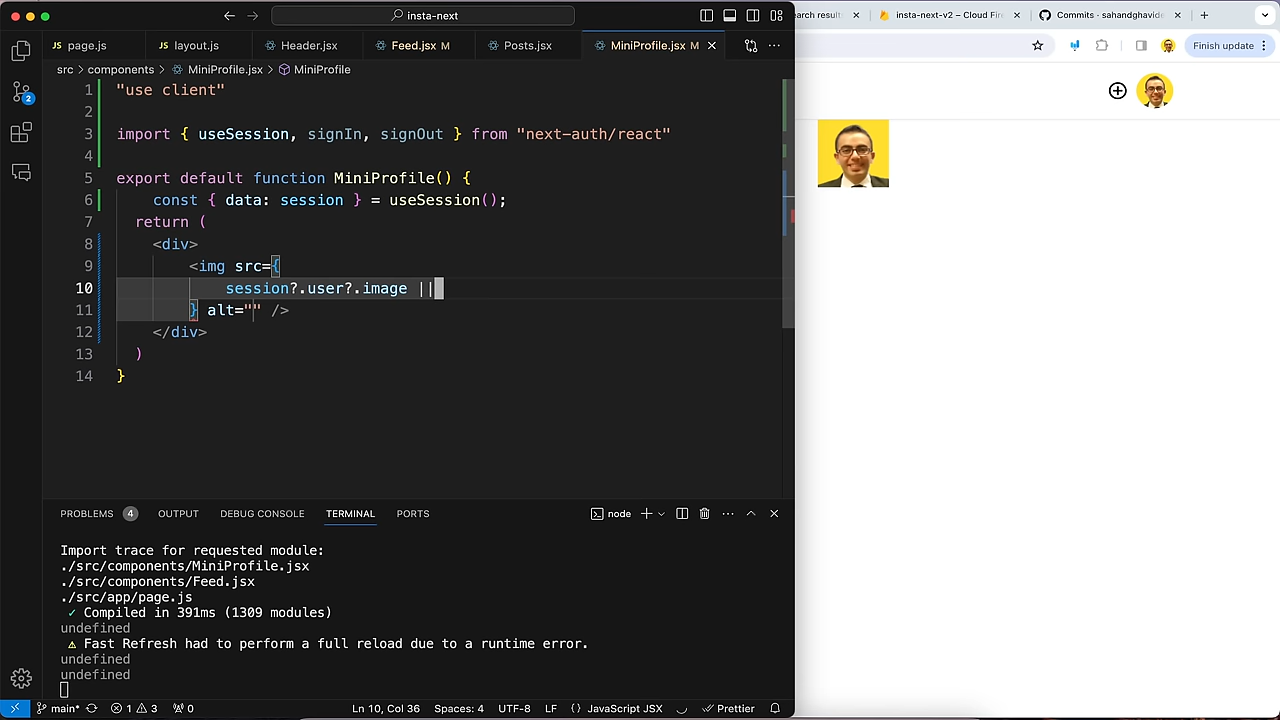 insta-next
earch results
insta-next-v2 – Cloud Fire
Commits · sahandghavid
Finish update
page.js
layout.js
Header.jsx
Feed.jsx M
Posts.jsx
MiniProfile.jsx M
src > components > MiniProfile.jsx > MiniProfile
1 "use client"
2
3 import { useSession, signIn, signOut } from "next-auth/react"
4
5 export default function MiniProfile() {
6 const { data: session } = useSession();
7 return (
8 <div>
9 <img src={
10 session?.user?.image ||
11 } alt="" />
12 </div>
13 )
14 }
2
PROBLEMS 4 OUTPUT DEBUG CONSOLE TERMINAL PORTS
node
Import trace for requested module:
./src/components/MiniProfile.jsx
./src/components/Feed.jsx
./src/app/page.js
✓ Compiled in 391ms (1309 modules)
undefined
⚠ Fast Refresh had to perform a full reload due to a runtime error.
undefined
undefined
main* 1 3 0 Ln 10, Col 36 Spaces: 4 UTF-8 LF {} JavaScript JSX Prettier